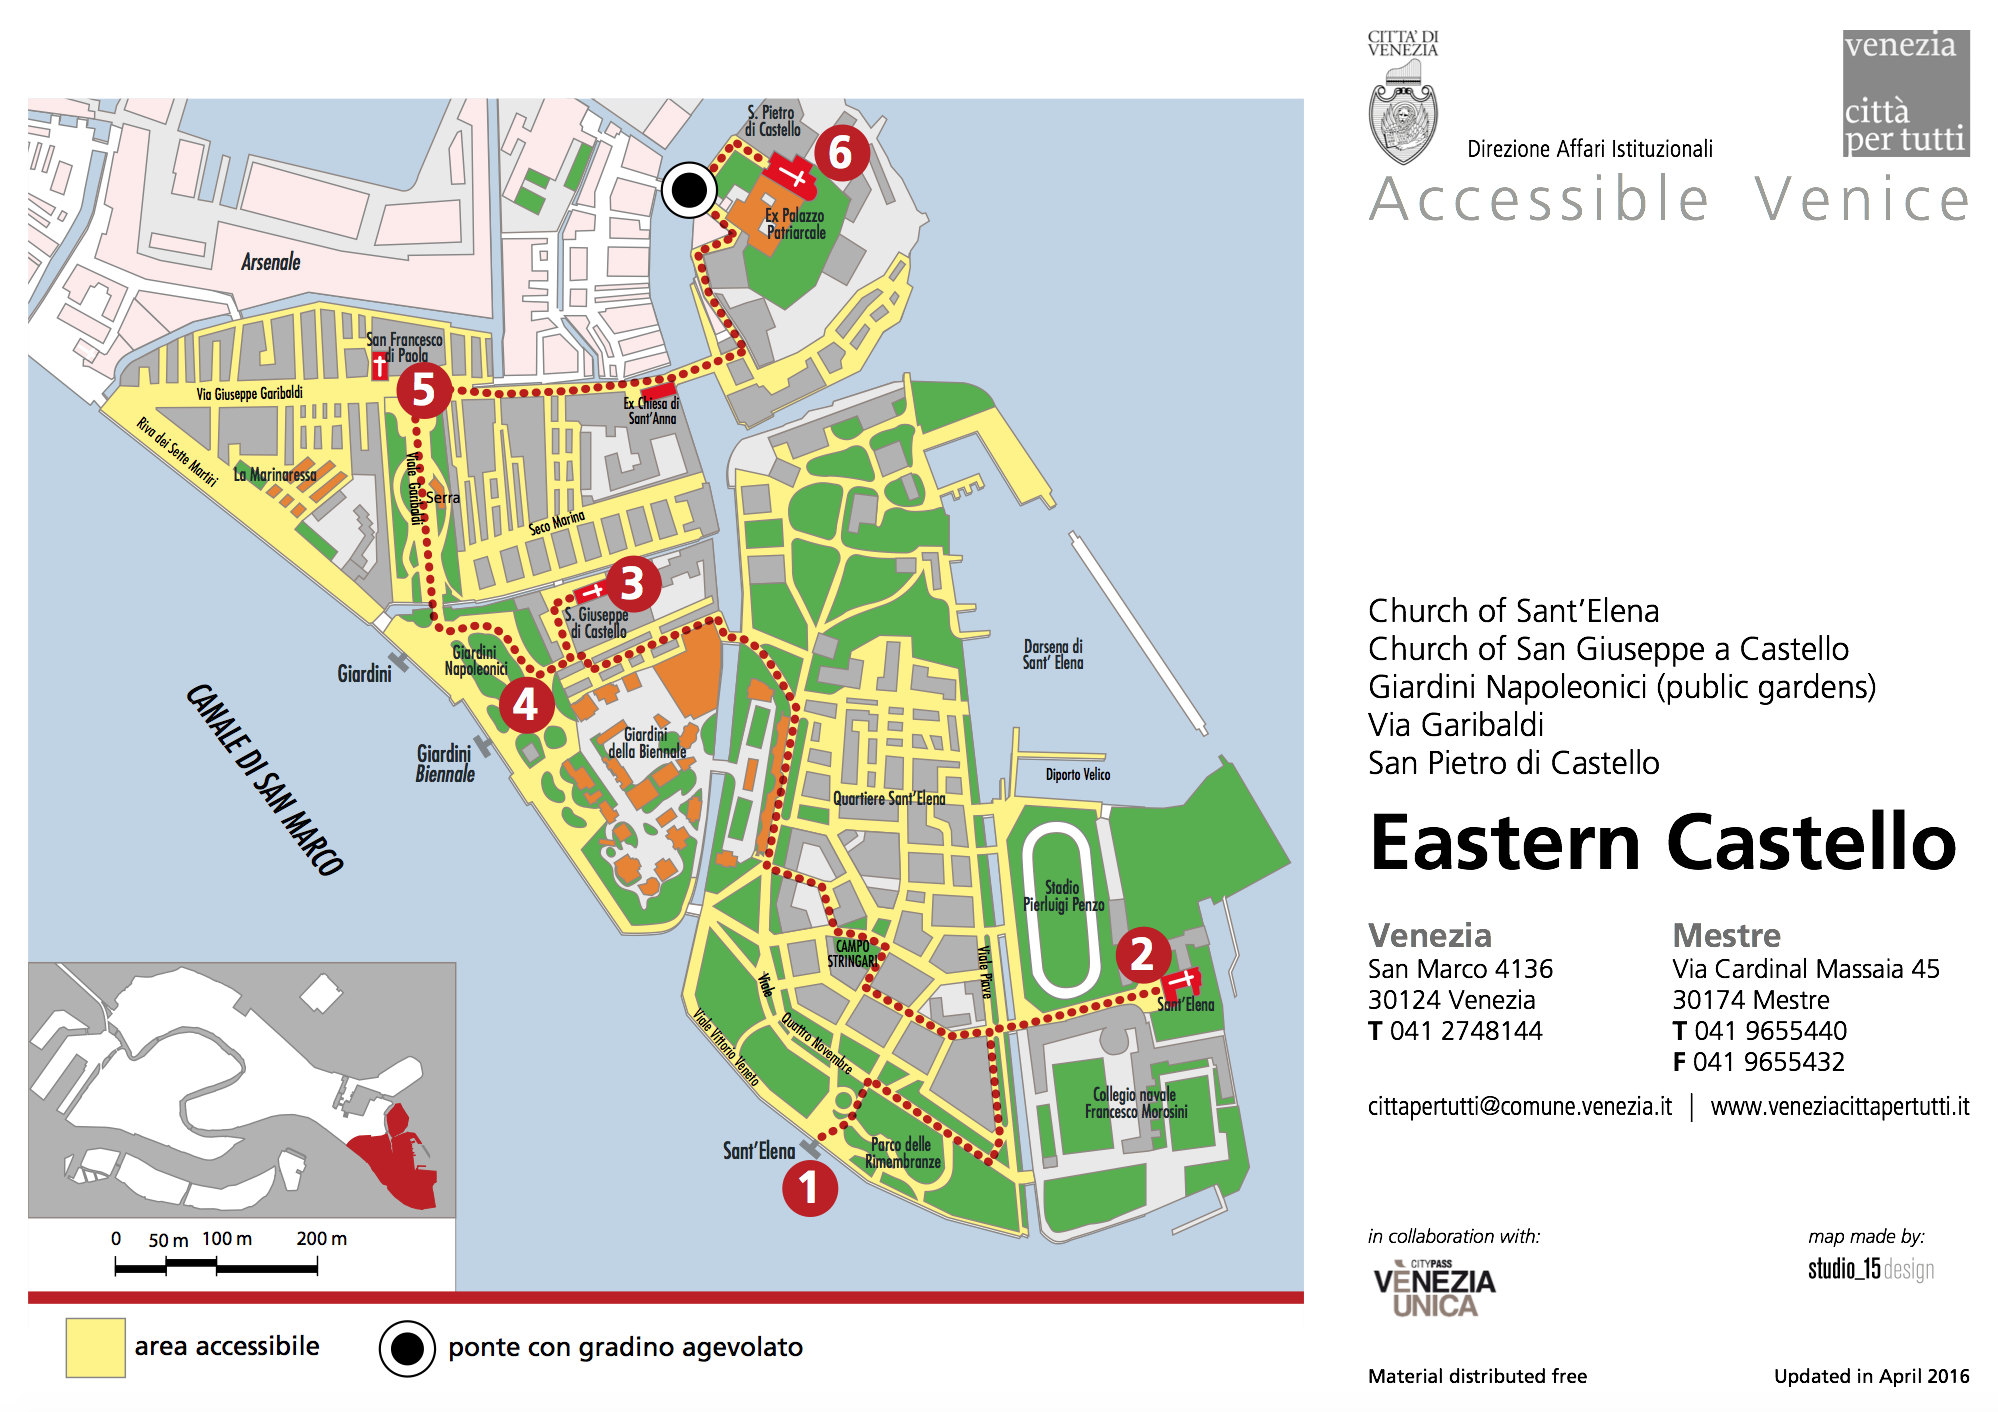 S. Pietro
di Castello
6
Ex Palazzo
Patriarcale
Arsenale
San Francesco
di Paola
5
Via Giuseppe Garibaldi
Ex Chiesa di
Sant'Anna
Riva dei Sette Martiri
La Marinaressa
Viale Garibaldi
Serra
Seco Marina
3
S. Giuseppe
di Castello
Giardini
Napoleonici
Giardini
4
Darsena di
Sant' Elena
CANALE DI SAN MARCO
Giardini
della Biennale
Giardini
Biennale
Diporto Velico
Quartiere Sant'Elena
Stadio
Pierluigi Penzo
CAMPO
STRINGARI
2
Viale Piave
Sant'Elena
Viale
Quattro Novembre
Viale Vittorio Veneto
Collegio navale
Francesco Morosini
Sant'Elena
Parco delle
Rimembranze
1
0 50 m 100 m 200 m
area accessibile
ponte con gradino agevolato
CITTA' DI
VENEZIA
Direzione Affari Istituzionali
venezia
città
per tutti
Accessible Venice
Church of Sant'Elena
Church of San Giuseppe a Castello
Giardini Napoleonici (public gardens)
Via Garibaldi
San Pietro di Castello
Eastern Castello
Venezia
San Marco 4136
30124 Venezia
T 041 2748144
Mestre
Via Cardinal Massaia 45
30174 Mestre
T 041 9655440
F 041 9655432
cittapertutti@comune.venezia.it | www.veneziacittapertutti.it
in collaboration with:
CITYPASS
VENEZIA
UNICA
map made by:
studio_15 design
Material distributed free
Updated in April 2016